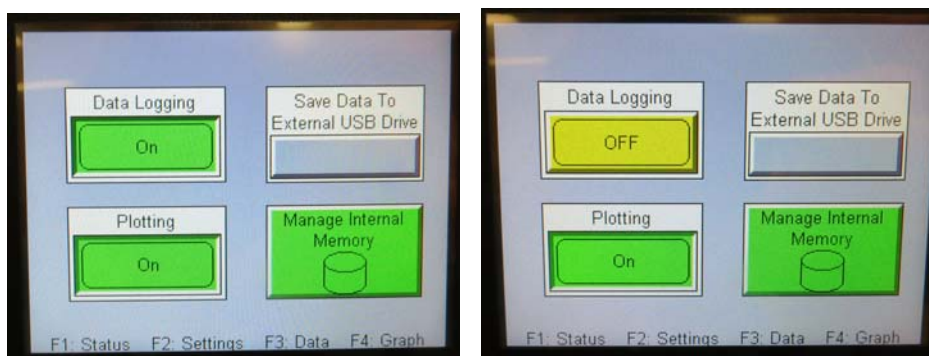 Data Logging
On
Save Data To
External USB Drive
Plotting
On
Manage Internal
Memory
F1: Status F2: Settings F3: Data F4: Graph
Data Logging
OFF
Save Data To
External USB Drive
Plotting
On
Manage Internal
Memory
F1: Status F2: Settings F3: Data F4: Graph